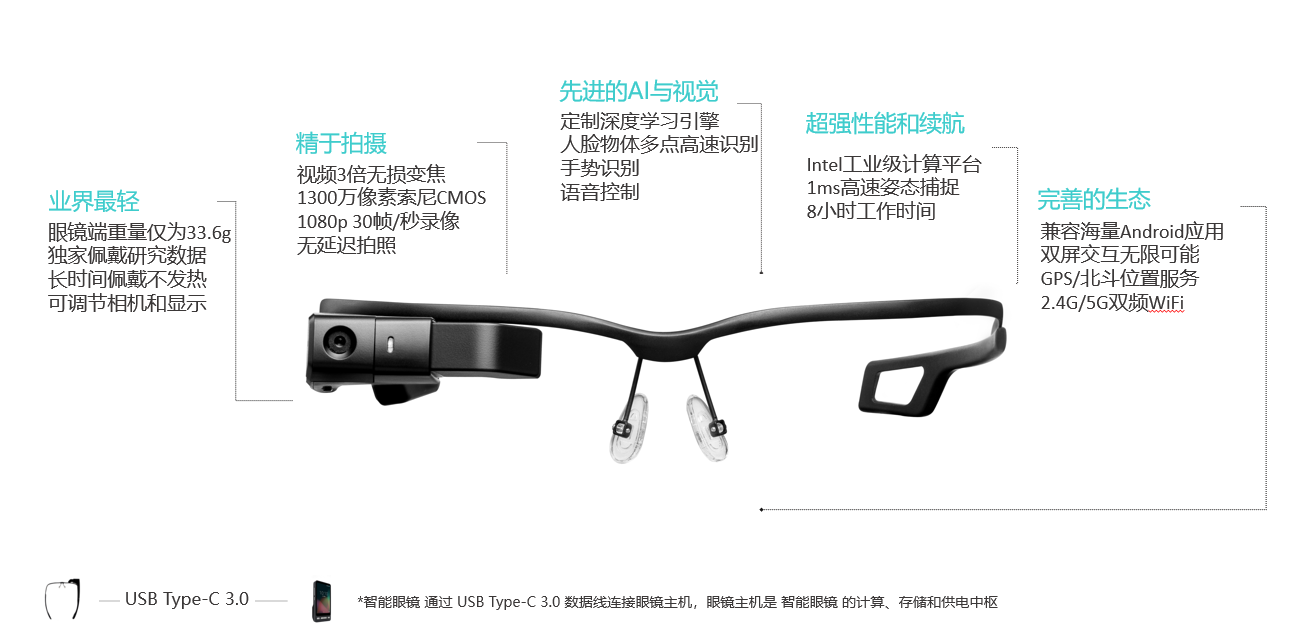 业界最轻
眼镜端重量仅为33.6g
独家佩戴研究数据
长时间佩戴不发热
可调节相机和显示
精于拍摄
视频3倍无损变焦
1300万像素索尼CMOS
1080p 30帧/秒录像
无延迟拍照
先进的AI与视觉
定制深度学习引擎
人脸物体多点高速识别
手势识别
语音控制
超强性能和续航
Intel工业级计算平台
1ms高速姿态捕捉
8小时工作时间
完善的生态
兼容海量Android应用
双屏交互无限可能
GPS/北斗位置服务
2.4G/5G双频WiFi
USB Type-C 3.0
*智能眼镜 通过 USB Type-C 3.0 数据线连接眼镜主机，眼镜主机是 智能眼镜 的计算、存储和供电中枢